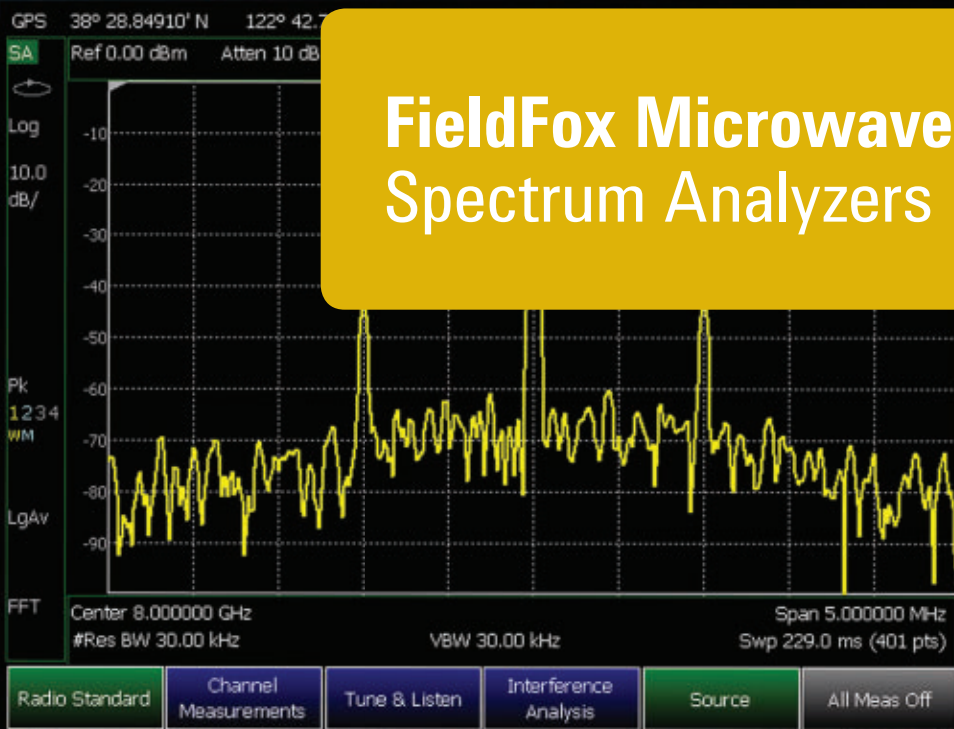 GPS 38° 28.84910' N 122° 42.
SA Ref 0.00 dBm Atten 10 dB
FieldFox Microwave
Spectrum Analyzers
Log
10.0
dB/
-10
-20
-30
-40
-50
-60
-70
-80
-90
Pk
1234
WM
LgAv
FFT
Center 8.000000 GHz Span 5.000000 MHz
#Res BW 30.00 kHz VBW 30.00 kHz Swp 229.0 ms (401 pts)
Radio Standard
Channel
Measurements
Tune & Listen
Interference
Analysis
Source
All Meas Off